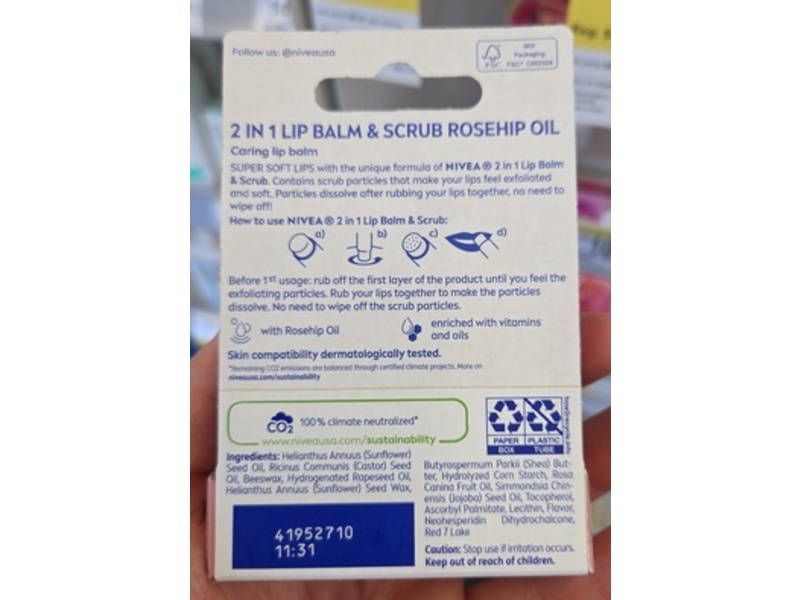 Follow us: @niveausa
MIX
Packaging
FSC
2 IN 1 LIP BALM & SCRUB ROSEHIP OIL
Caring lip balm
SUPER SOFT LIPS with the unique formula of NIVEA® 2 in 1 Lip Balm
& Scrub. Contains scrub particles that make your lips feel exfoliated
and soft. Particles dissolve after rubbing your lips together, no need to
wipe off!
How to use NIVEA® 2 in 1 Lip Balm & Scrub:
a) b) c) d)
Before 1st usage: rub off the first layer of the product until you feel the
exfoliating particles. Rub your lips together to make the particles
dissolve. No need to wipe off the scrub particles.
with Rosehip Oil
enriched with vitamins
and oils
Skin compatibility dermatologically tested.
*Remaining CO2 emissions are balanced through certified climate projects. More on
niveausa.com/sustainability
CO2 100% climate neutralized*
www.niveausa.com/sustainability
PAPER PLASTIC
BOX TUBE
how2recycle.info
Ingredients: Helianthus Annuus (Sunflower)
Seed Oil, Ricinus Communis (Castor) Seed
Oil, Beeswax, Hydrogenated Rapeseed Oil,
Helianthus Annuus (Sunflower) Seed Wax,
Butyrospermum Parkii (Shea) But-
ter, Hydrolyzed Corn Starch, Rosa
Canina Fruit Oil, Simmondsia Chin-
ensis (Jojoba) Seed Oil, Tocopherol,
Ascorbyl Palmitate, Lecithin, Flavor,
Neohesperidin Dihydrochalcone,
Red 7 Lake
41952710
11:31
Caution: Stop use if irritation occurs.
Keep out of reach of children.